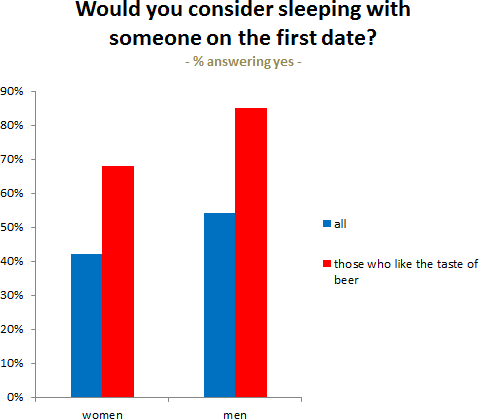 Would you consider sleeping with
someone on the first date?
- % answering yes -
90%
80%
70%
60%
50%
40%
30%
20%
10%
0%
women men
all
those who like the taste of
beer